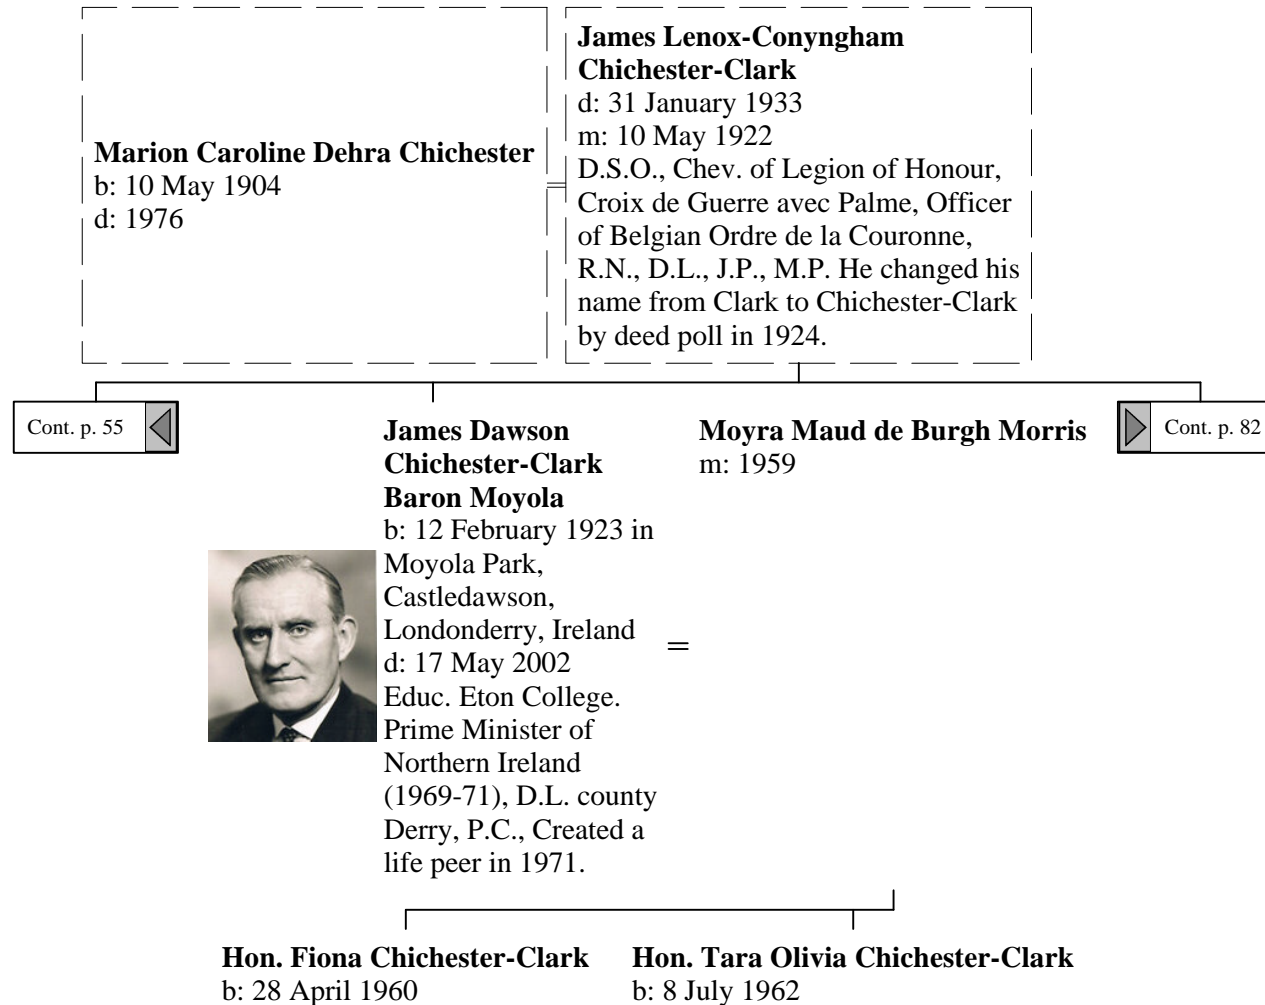 Marion Caroline Dehra Chichester
b: 10 May 1904
d: 1976
James Lenox-Conyngham
Chichester-Clark
d: 31 January 1933
m: 10 May 1922
D.S.O., Chev. of Legion of Honour,
Croix de Guerre avec Palme, Officer
of Belgian Ordre de la Couronne,
R.N., D.L., J.P., M.P. He changed his
name from Clark to Chichester-Clark
by deed poll in 1924.
Cont. p. 55
James Dawson
Chichester-Clark
Baron Moyola
b: 12 February 1923 in
Moyola Park,
Castledawson,
Londonderry, Ireland
d: 17 May 2002
Educ. Eton College.
Prime Minister of
Northern Ireland
(1969-71), D.L. county
Derry, P.C., Created a
life peer in 1971.
=
Moyra Maud de Burgh Morris
m: 1959
Cont. p. 82
Hon. Fiona Chichester-Clark
b: 28 April 1960
Hon. Tara Olivia Chichester-Clark
b: 8 July 1962